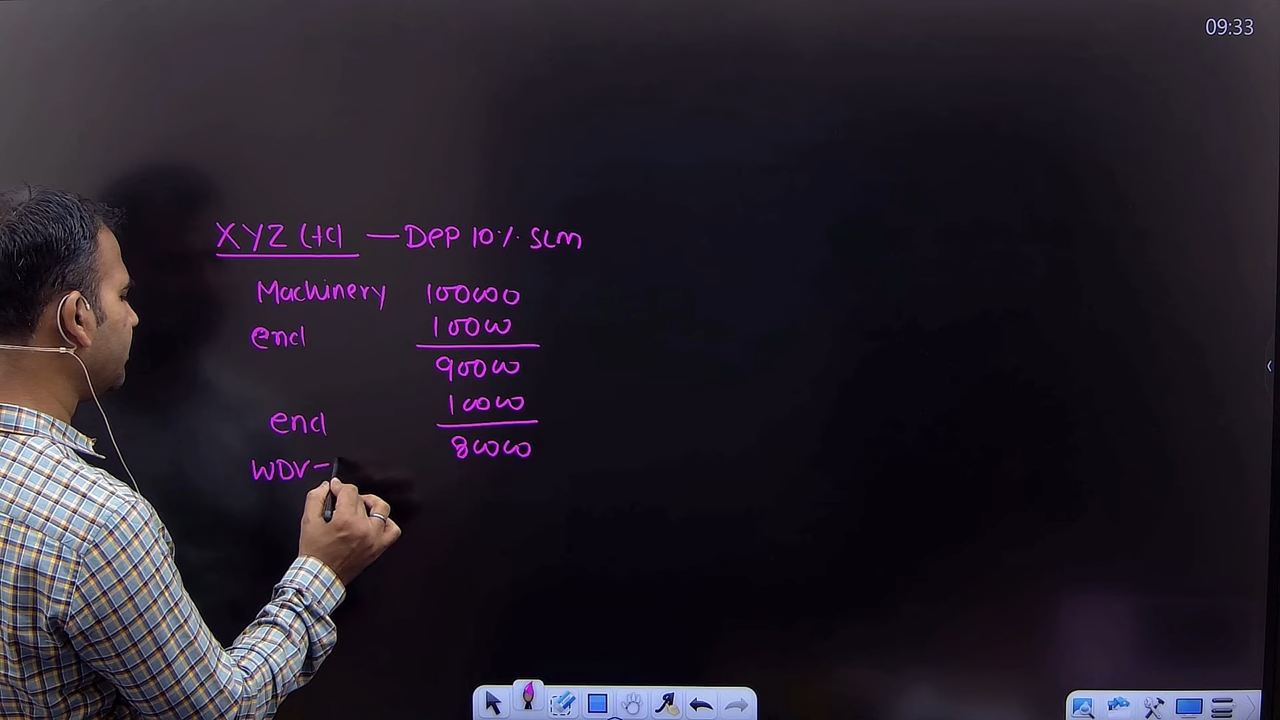 09:33
XYZ Ltd — Dep 10% SLM
Machinery 100000
end 10000
90000
end 10000
80000
WDV -